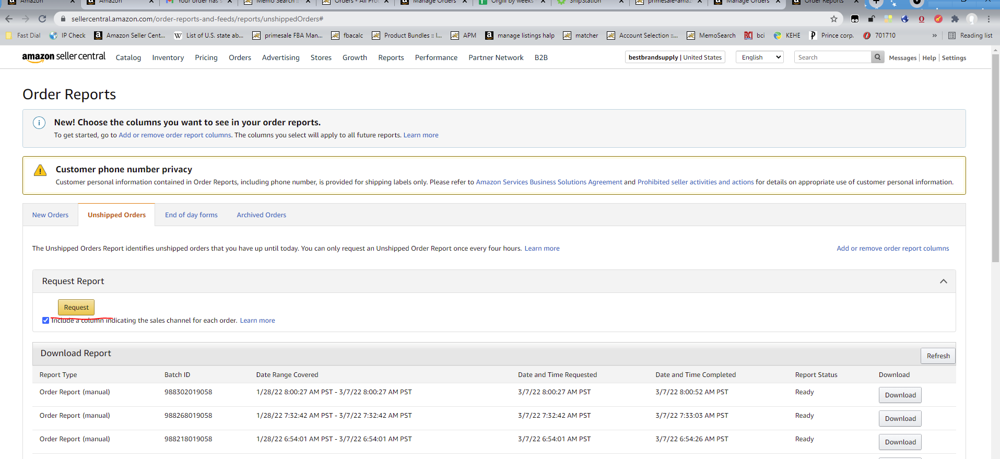 Amazon
Amazon
Your order has s
Memo Search ::
Orders - All Pro
Manage Orders
Orgill by weeks
ShipStation
primesale-amaz
Manage Orders
Order Reports
sellercentral.amazon.com/order-reports-and-feeds/reports/unshippedOrders#
Fast Dial IP Check Amazon Seller Cent... List of U.S. state ab... primesale FBA Man... fbacalc Product Bundles :: I... APM manage listings halp matcher Account Selection ::... MemoSearch bci KEHE Prince corp. 701710 » Reading list
amazon seller central Catalog Inventory Pricing Orders Advertising Stores Growth Reports Performance Partner Network B2B bestbrandsupply | United States English Search Messages | Help | Settings
Order Reports
New! Choose the columns you want to see in your order reports.
To get started, go to Add or remove order report columns. The columns you select will apply to all future reports. Learn more
Customer phone number privacy
Customer personal information contained in Order Reports, including phone number, is provided for shipping labels only. Please refer to Amazon Services Business Solutions Agreement and Prohibited seller activities and actions for details on appropriate use of customer personal information.
New Orders Unshipped Orders End of day forms Archived Orders
The Unshipped Orders Report identifies unshipped orders that you have up until today. You can only request an Unshipped Order Report once every four hours. Learn more Add or remove order report columns
Request Report
Request
Include a column indicating the sales channel for each order. Learn more
Download Report Refresh
Report Type Batch ID Date Range Covered Date and Time Requested Date and Time Completed Report Status Download
Order Report (manual) 988302019058 1/28/22 8:00:27 AM PST - 3/7/22 8:00:27 AM PST 3/7/22 8:00:27 AM PST 3/7/22 8:00:52 AM PST Ready Download
Order Report (manual) 988268019058 1/28/22 7:32:42 AM PST - 3/7/22 7:32:42 AM PST 3/7/22 7:32:42 AM PST 3/7/22 7:33:03 AM PST Ready Download
Order Report (manual) 988218019058 1/28/22 6:54:01 AM PST - 3/7/22 6:54:01 AM PST 3/7/22 6:54:01 AM PST 3/7/22 6:54:26 AM PST Ready Download